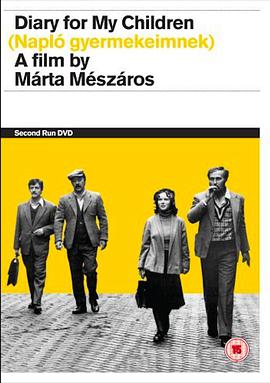 Diary for My Children
(Napló gyermekeimnek)
A film by
Márta Mészáros
Second Run DVD
15